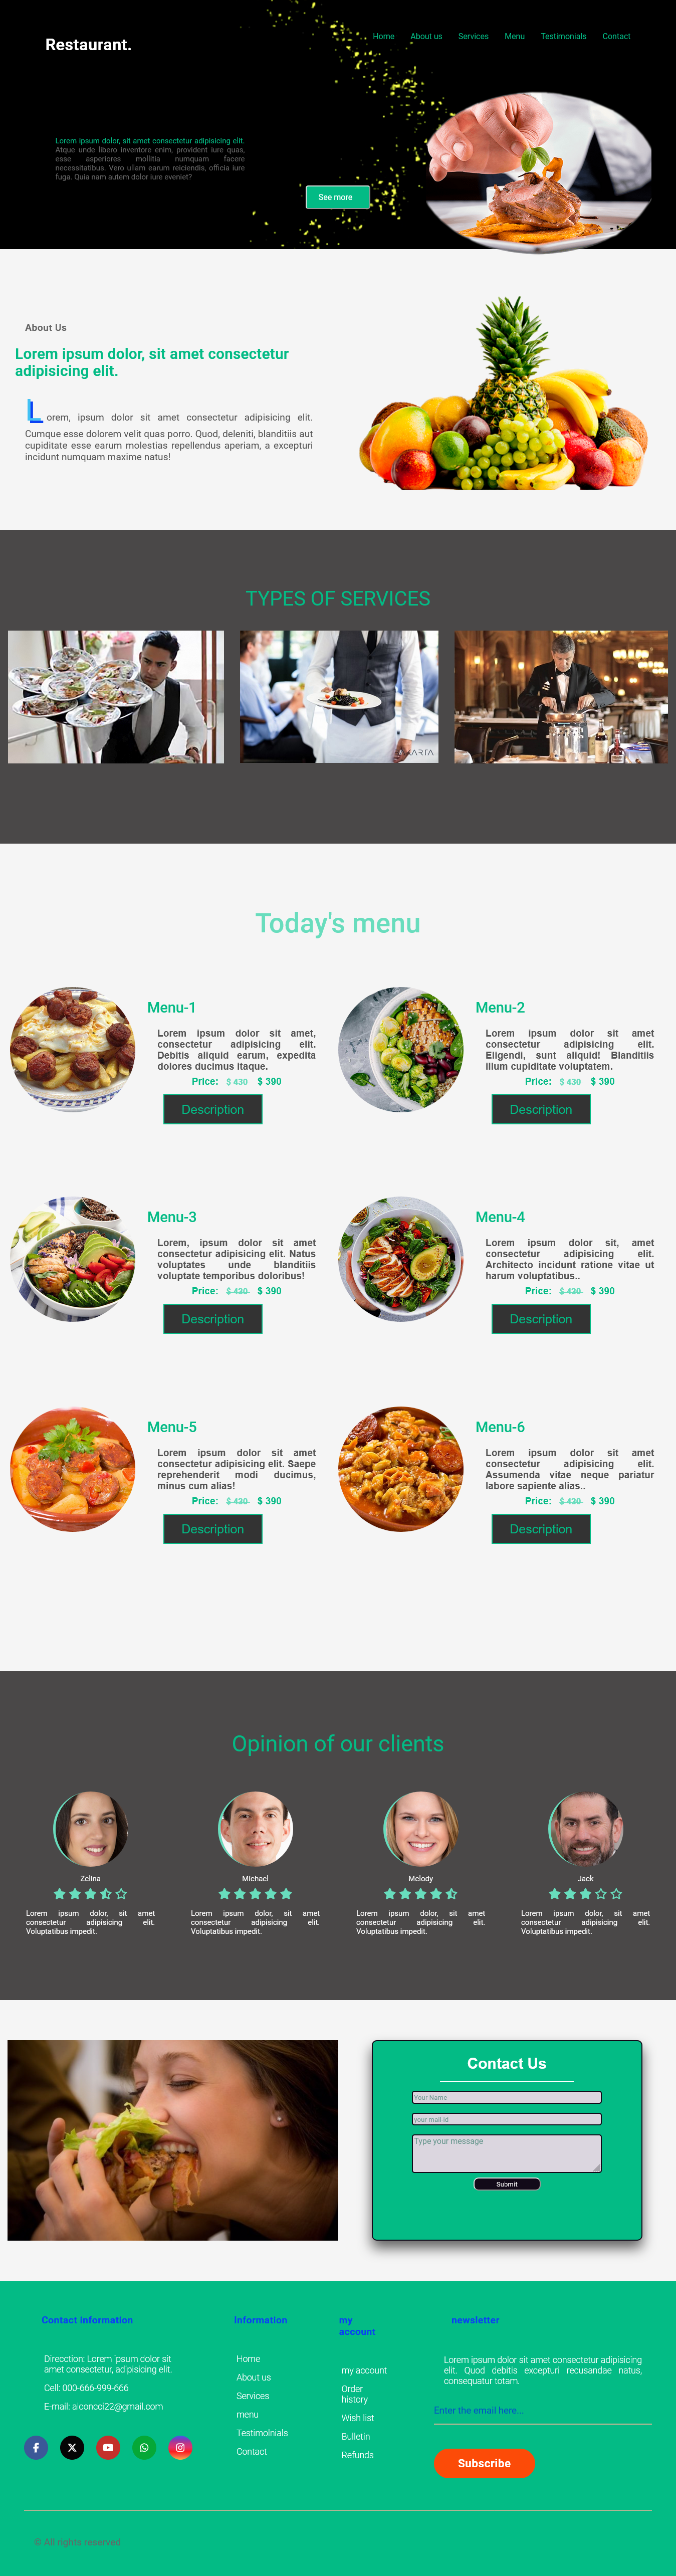 Restaurant.
Home About us Services Menu Testimonials Contact
Lorem ipsum dolor, sit amet consectetur adipisicing elit.
Atque unde libero inventore enim, provident iure quas,
esse asperiores mollitia numquam facere
necessitatibus. Vero ullam earum reiciendis, officia iure
fuga. Quia nam autem dolor iure eveniet?
See more
About Us
Lorem ipsum dolor, sit amet consectetur
adipisicing elit.
Lorem, ipsum dolor sit amet consectetur adipisicing elit.
Cumque esse dolorem velit quas porro. Quod, deleniti, blanditiis aut
cupiditate esse earum molestias repellendus aperiam, a excepturi
incidunt numquam maxime natus!
TYPES OF SERVICES
Today's menu
Menu-1
Lorem ipsum dolor sit amet,
consectetur adipisicing elit.
Debitis aliquid earum, expedita
dolores ducimus itaque.
Price: $ 430 $ 390
Description
Menu-2
Lorem ipsum dolor sit amet
consectetur adipisicing elit.
Eligendi, sunt aliquid! Blanditiis
illum cupiditate voluptatem.
Price: $ 430 $ 390
Description
Menu-3
Lorem, ipsum dolor sit amet
consectetur adipisicing elit. Natus
voluptates unde blanditiis
voluptate temporibus doloribus!
Price: $ 430 $ 390
Description
Menu-4
Lorem ipsum dolor sit, amet
consectetur adipisicing elit.
Architecto incidunt ratione vitae ut
harum voluptatibus..
Price: $ 430 $ 390
Description
Menu-5
Lorem ipsum dolor sit amet
consectetur adipisicing elit. Saepe
reprehenderit modi ducimus,
minus cum alias!
Price: $ 430 $ 390
Description
Menu-6
Lorem ipsum dolor sit amet
consectetur adipisicing elit.
Assumenda vitae neque pariatur
labore sapiente alias..
Price: $ 430 $ 390
Description
Opinion of our clients
Zelina
Lorem ipsum dolor, sit amet
consectetur adipisicing elit.
Voluptatibus impedit.
Michael
Lorem ipsum dolor, sit amet
consectetur adipisicing elit.
Voluptatibus impedit.
Melody
Lorem ipsum dolor, sit amet
consectetur adipisicing elit.
Voluptatibus impedit.
Jack
Lorem ipsum dolor, sit amet
consectetur adipisicing elit.
Voluptatibus impedit.
Contact Us
Your Name
your mail-id
Type your message
Submit
Contact information
Direcction: Lorem ipsum dolor sit
amet consectetur, adipisicing elit.
Cell: 000-666-999-666
E-mail: alconcci22@gmail.com
Information
Home
About us
Services
menu
Testimolnials
Contact
my
account
my account
Order
history
Wish list
Bulletin
Refunds
newsletter
Lorem ipsum dolor sit amet consectetur adipisicing
elit. Quod debitis excepturi recusandae natus,
consequatur totam.
Enter the email here...
Subscribe
© All rights reserved